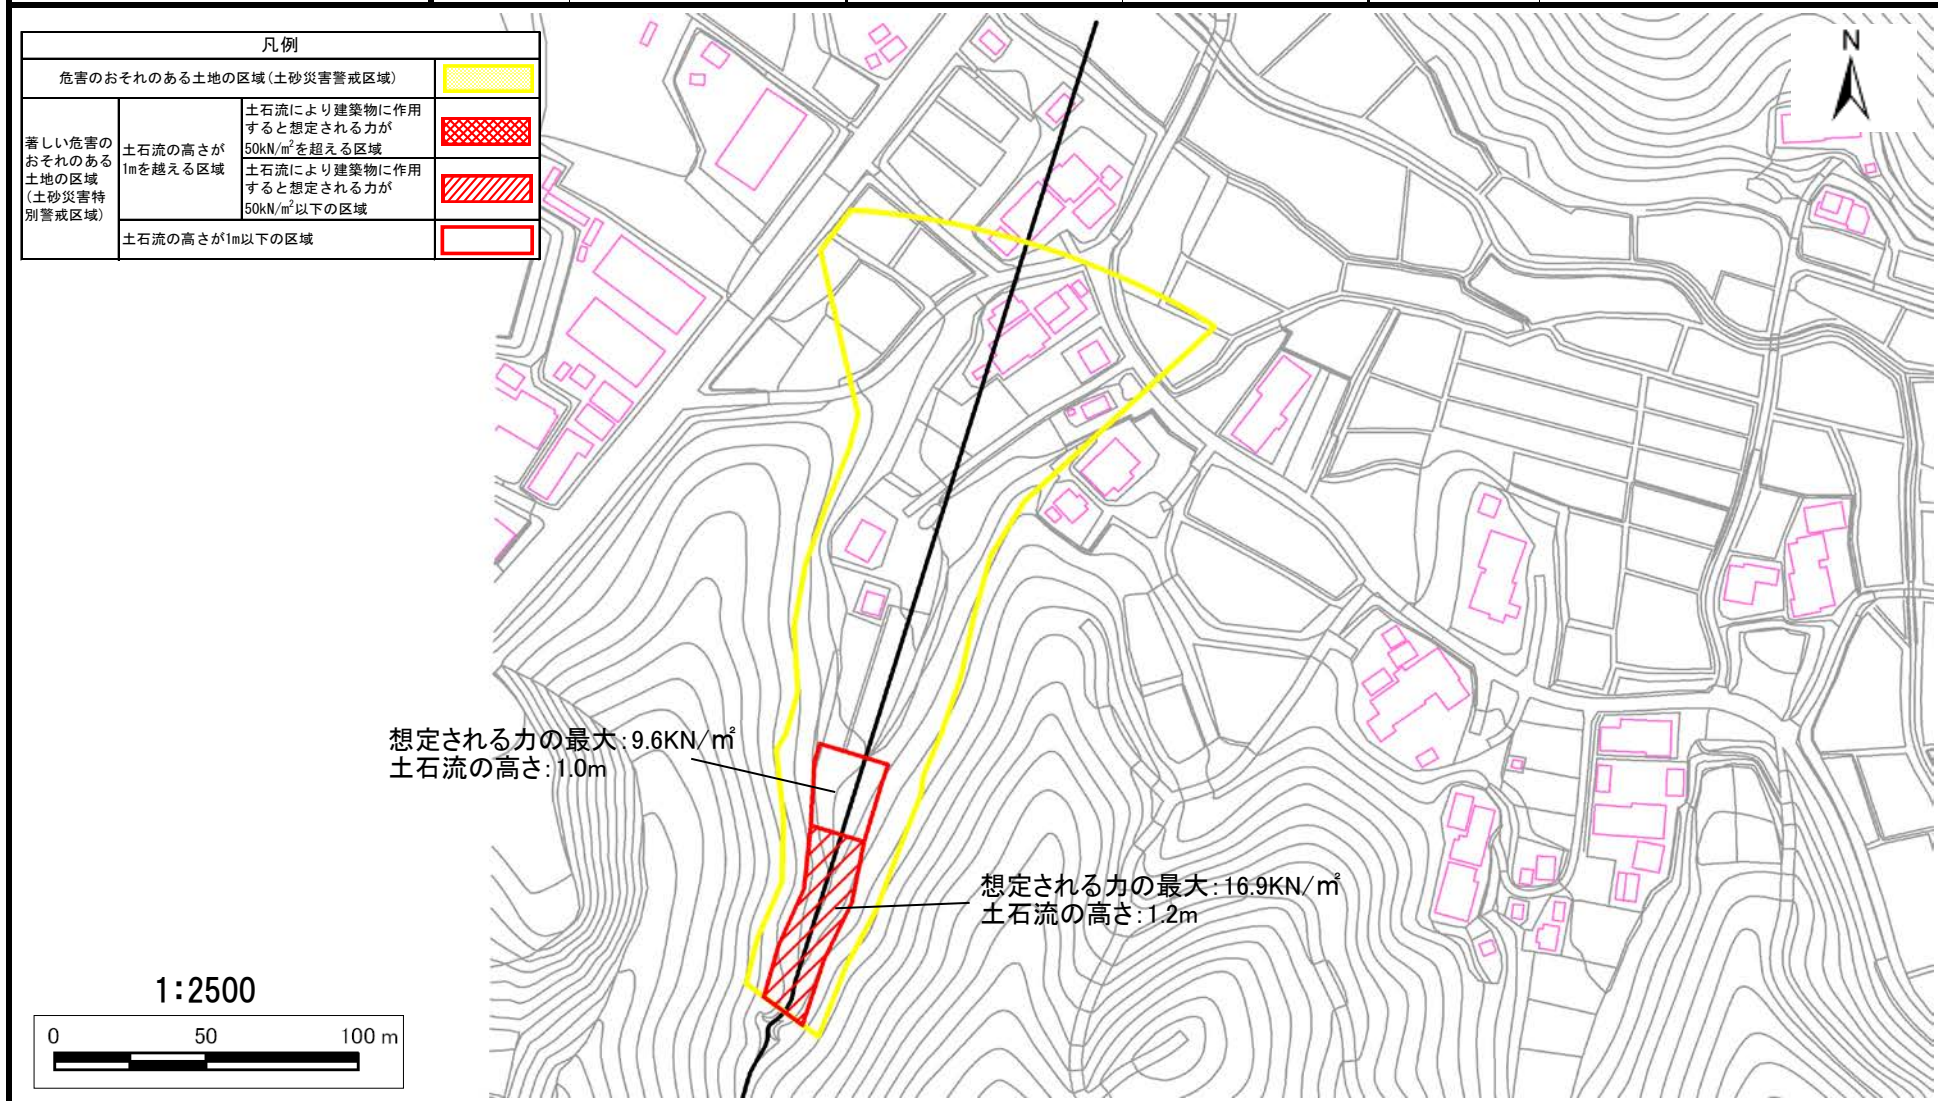 凡例
危害のおそれのある土地の区域(土砂災害警戒区域)
著しい危害の
おそれのある
土地の区域
(土砂災害特
別警戒区域)
土石流の高さが
1mを越える区域
土石流により建築物に作用
すると想定される力が
50kN/㎡を超える区域
土石流により建築物に作用
すると想定される力が
50kN/㎡以下の区域
土石流の高さが1m以下の区域
N
想定される力の最大:9.6KN/㎡
土石流の高さ:1.0m
想定される力の最大:16.9KN/㎡
土石流の高さ:1.2m
1:2500
0 50 100 m